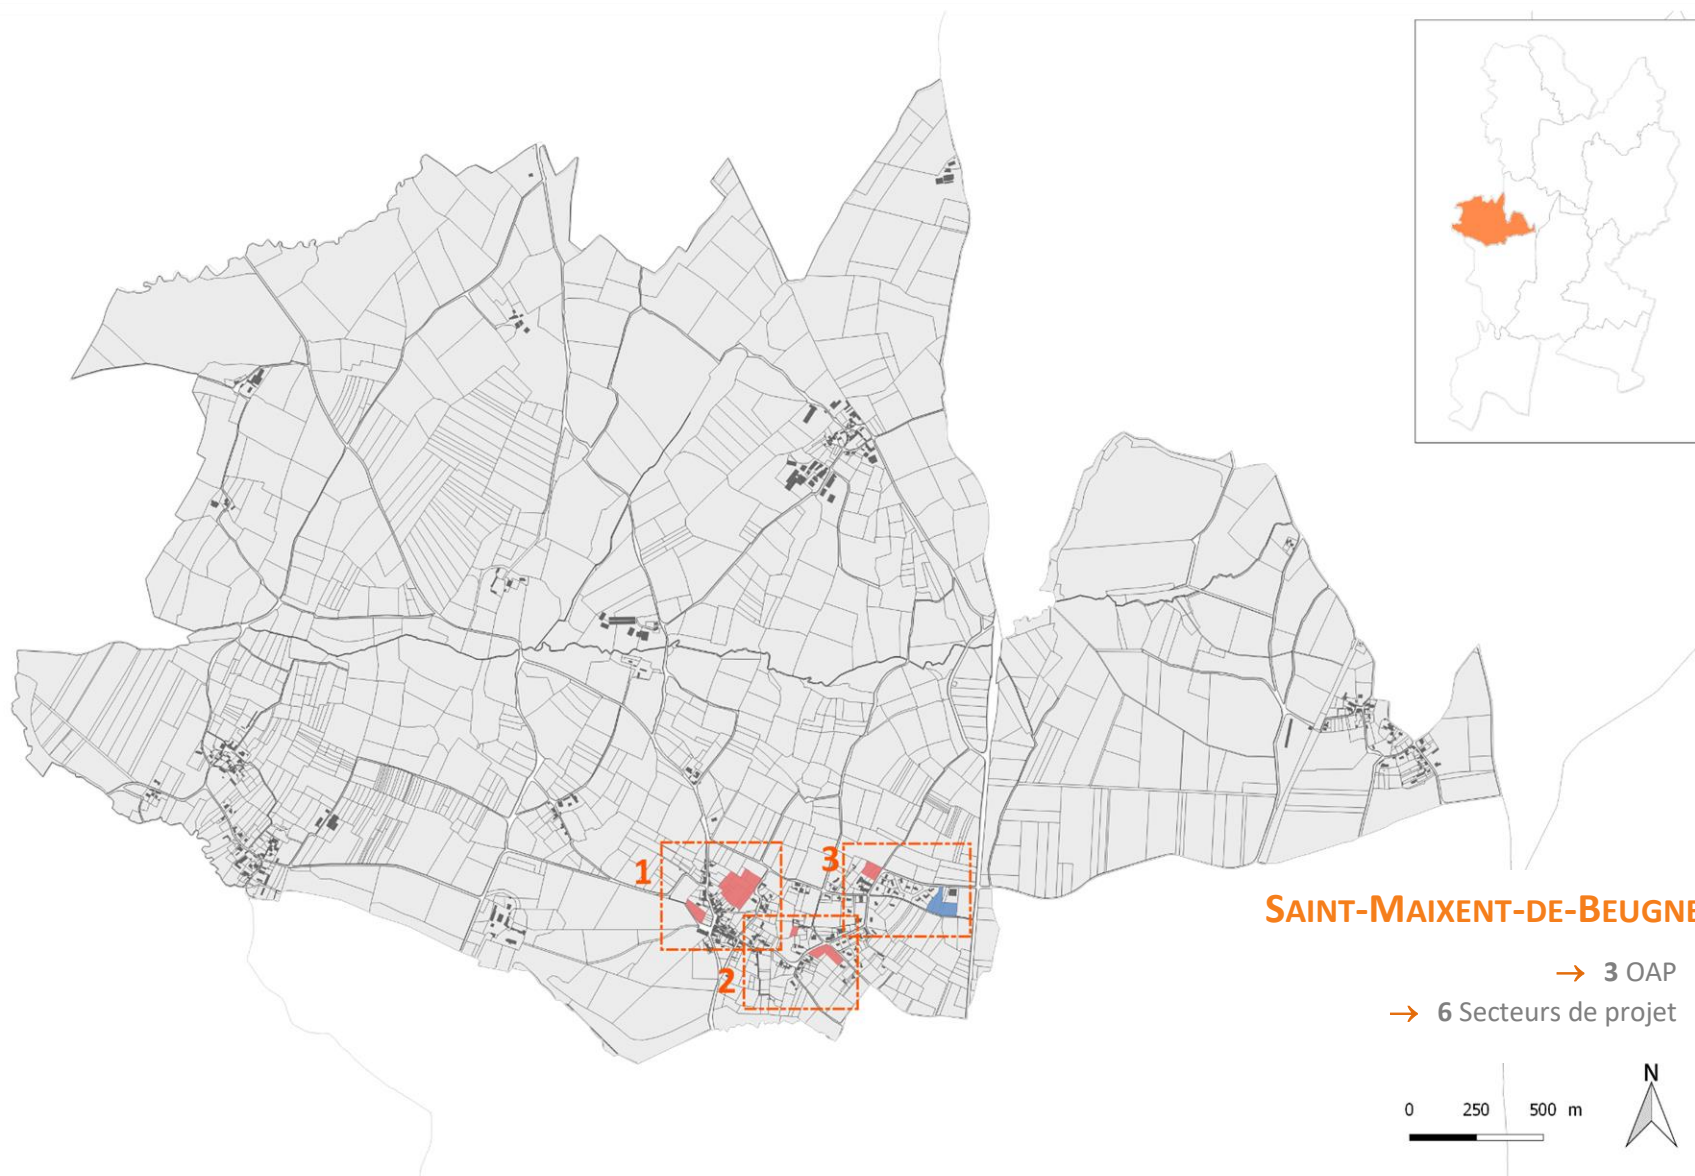 1
3
2
SAINT-MAIXENT-DE-BEUGNE
→ 3 OAP
→ 6 Secteurs de projet
N
0 250 500 m